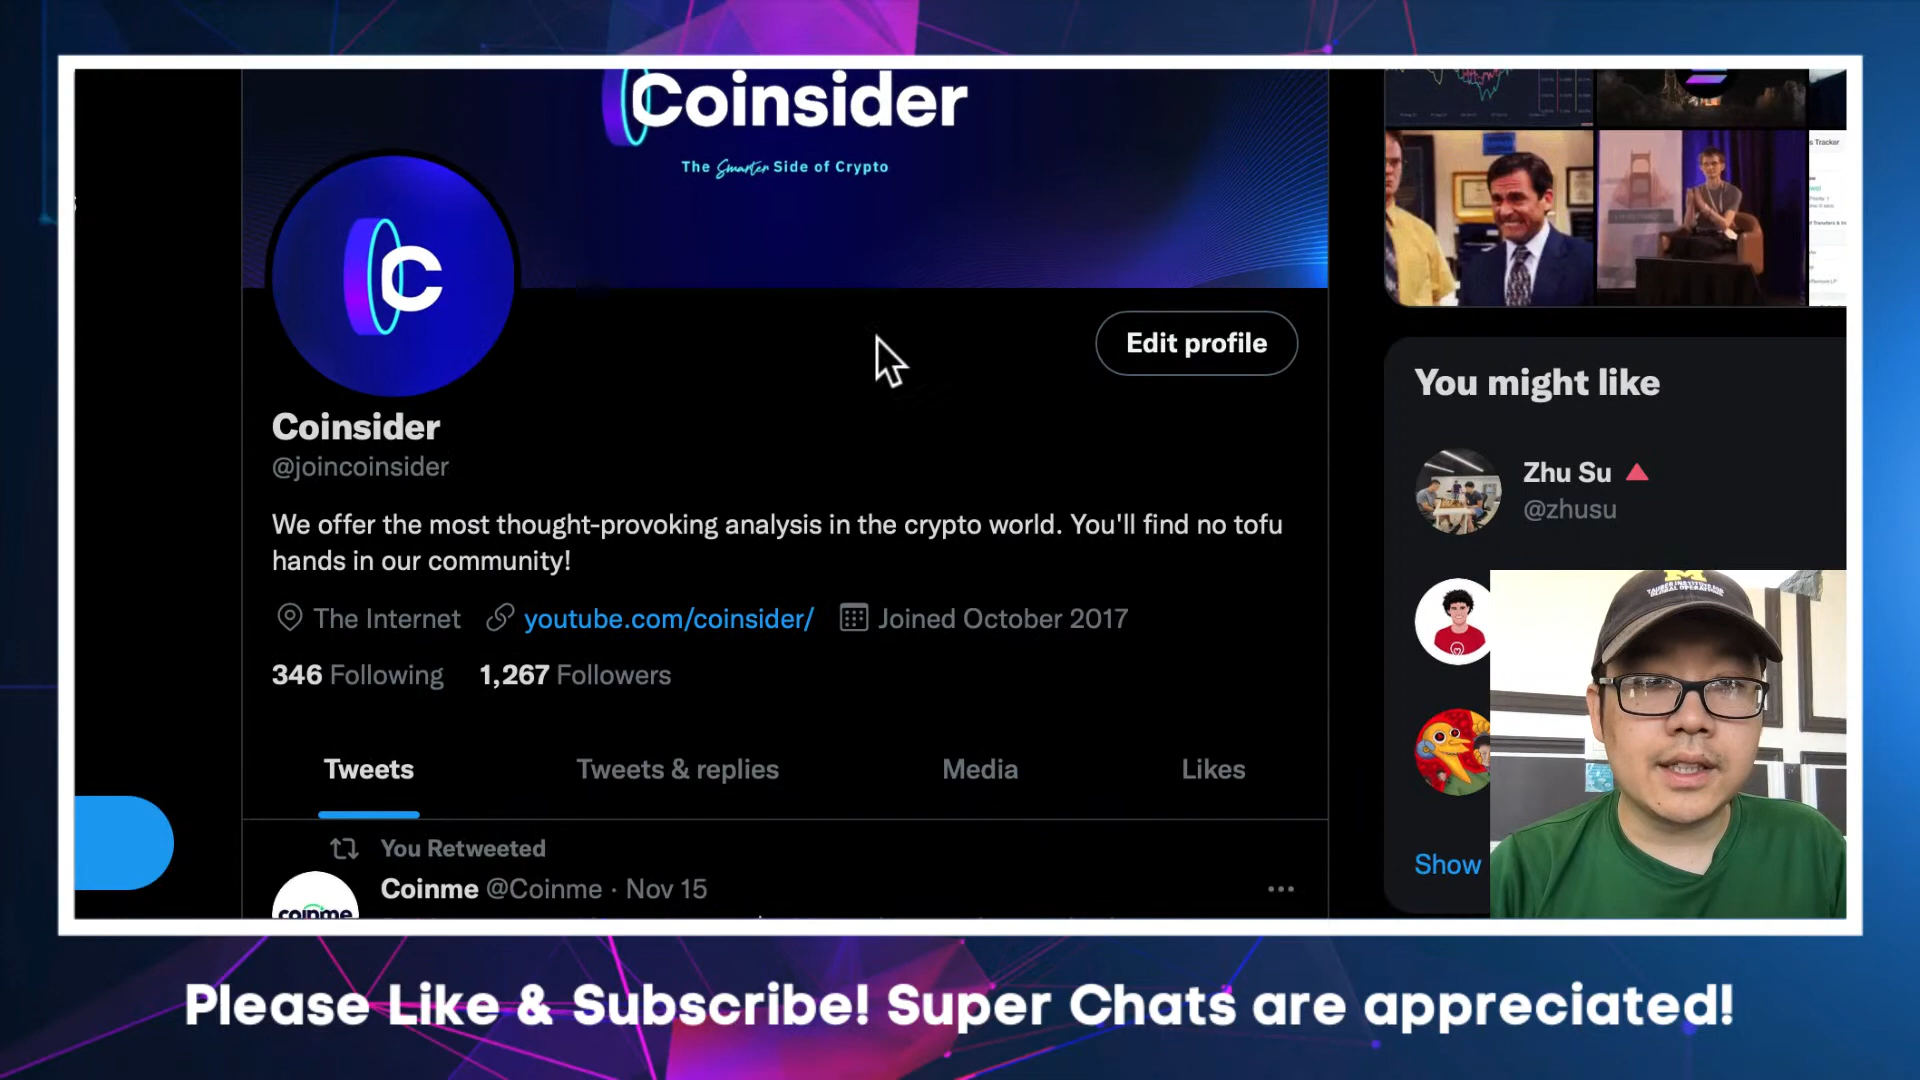 Coinsider
The Smarter Side of Crypto
Edit profile
Coinsider
@joincoinsider
We offer the most thought-provoking analysis in the crypto world. You'll find no tofu
hands in our community!
The Internet
youtube.com/coinsider/
Joined October 2017
346 Following
1,267 Followers
Tweets
Tweets & replies
Media
Likes
You Retweeted
Coinme @Coinme · Nov 15
coinme
s Tracker
You might like
Zhu Su
@zhusu
Show
Please Like & Subscribe! Super Chats are appreciated!